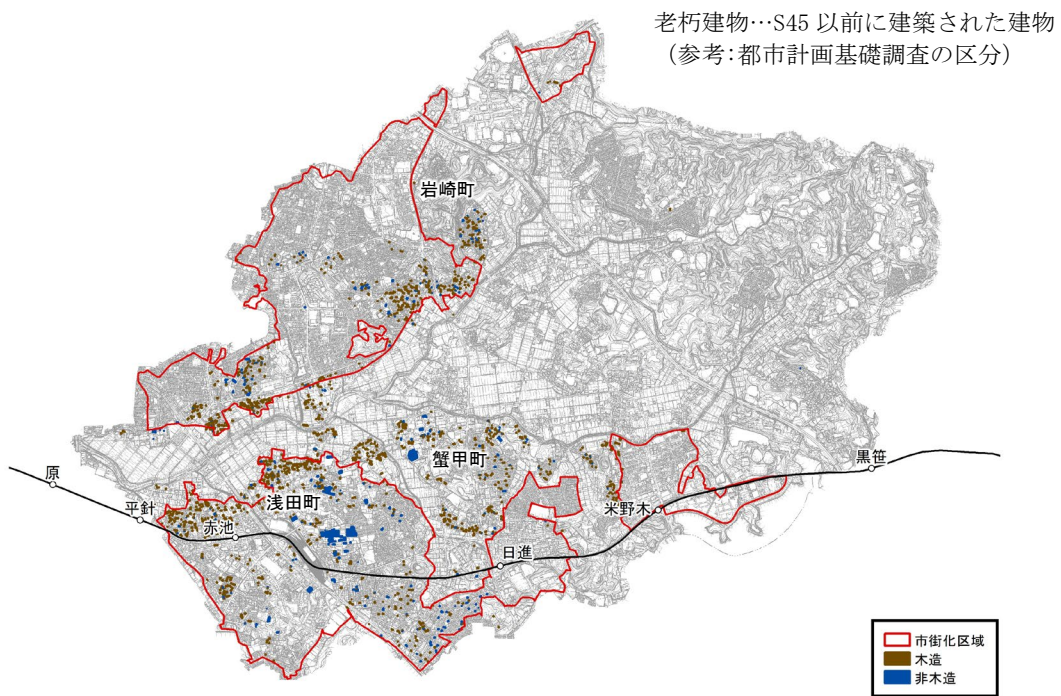 老朽建物…S45 以前に建築された建物
（参考：都市計画基礎調査の区分）
岩崎町
蟹甲町
黒笹
原
浅田町
米野木
平針
赤池
日進
市街化区域
木造
非木造